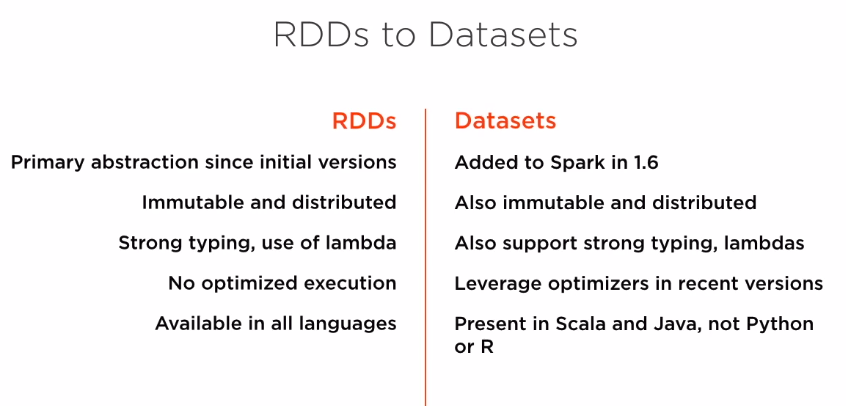 RDDs to Datasets
RDDs
Primary abstraction since initial versions
Immutable and distributed
Strong typing, use of lambda
No optimized execution
Available in all languages
Datasets
Added to Spark in 1.6
Also immutable and distributed
Also support strong typing, lambdas
Leverage optimizers in recent versions
Present in Scala and Java, not Python
or R